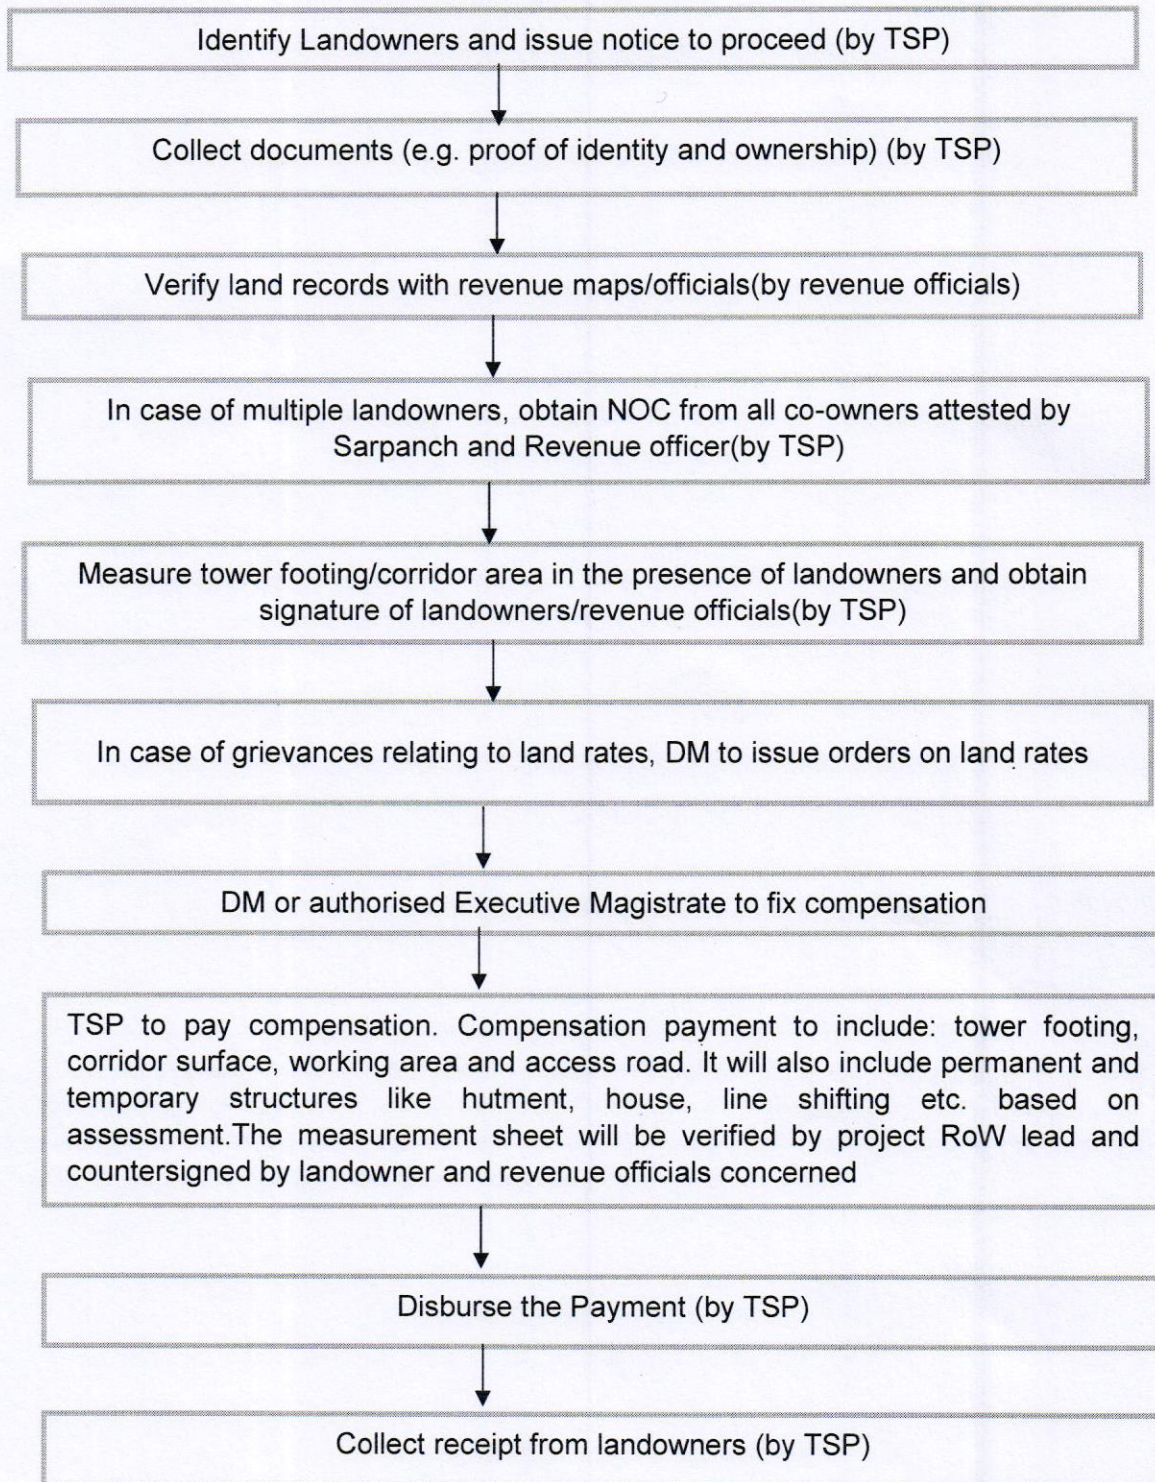 Identify Landowners and issue notice to proceed (by TSP)
Collect documents (e.g. proof of identity and ownership) (by TSP)
Verify land records with revenue maps/officials(by revenue officials)
In case of multiple landowners, obtain NOC from all co-owners attested by
Sarpanch and Revenue officer(by TSP)
Measure tower footing/corridor area in the presence of landowners and obtain
signature of landowners/revenue officials(by TSP)
In case of grievances relating to land rates, DM to issue orders on land rates
DM or authorised Executive Magistrate to fix compensation
TSP to pay compensation. Compensation payment to include: tower footing,
corridor surface, working area and access road. It will also include permanent and
temporary structures like hutment, house, line shifting etc. based on
assessment.The measurement sheet will be verified by project RoW lead and
countersigned by landowner and revenue officials concerned
Disburse the Payment (by TSP)
Collect receipt from landowners (by TSP)